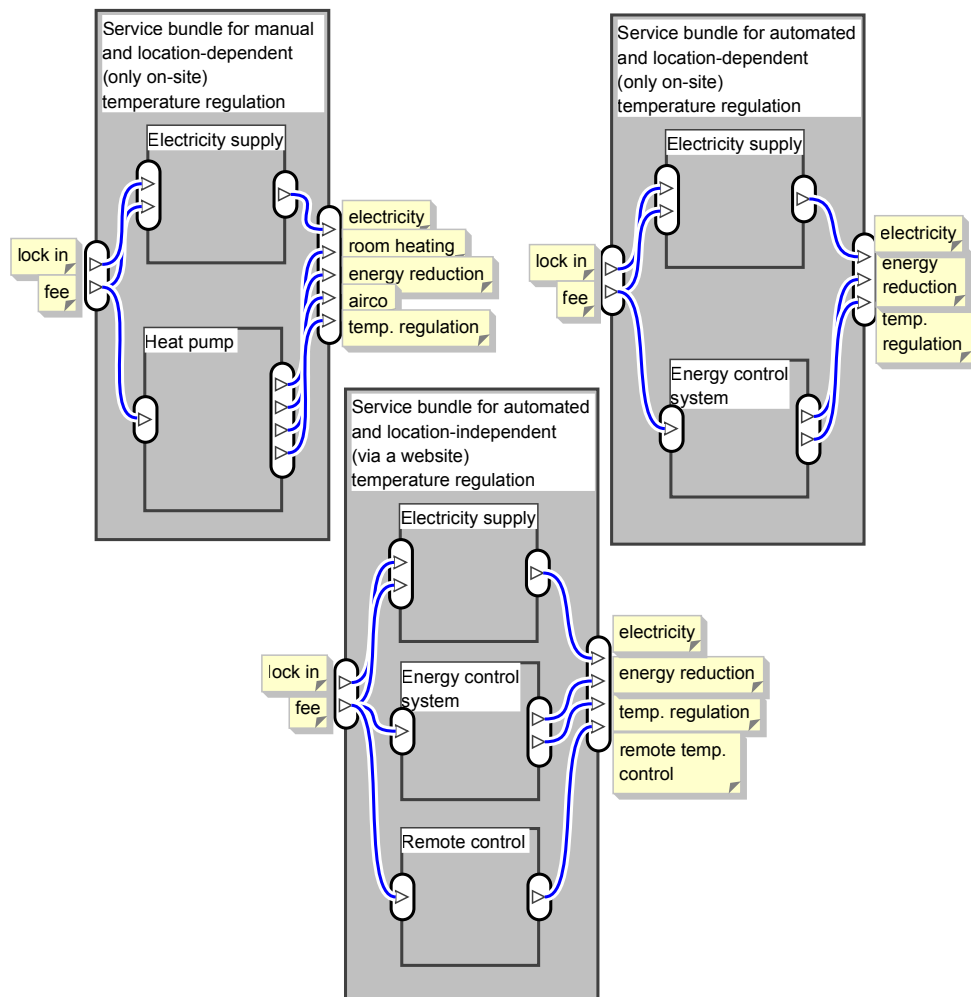 Service bundle for manual
and location-dependent
(only on-site)
temperature regulation
Electricity supply
lock in
fee
electricity
room heating
energy reduction
airco
temp. regulation
Heat pump
Service bundle for automated
and location-dependent
(only on-site)
temperature regulation
Electricity supply
lock in
fee
electricity
energy
reduction
temp.
regulation
Energy control
system
Service bundle for automated
and location-independent
(via a website)
temperature regulation
Electricity supply
lock in
fee
Energy control
system
electricity
energy reduction
temp. regulation
remote temp.
control
Remote control